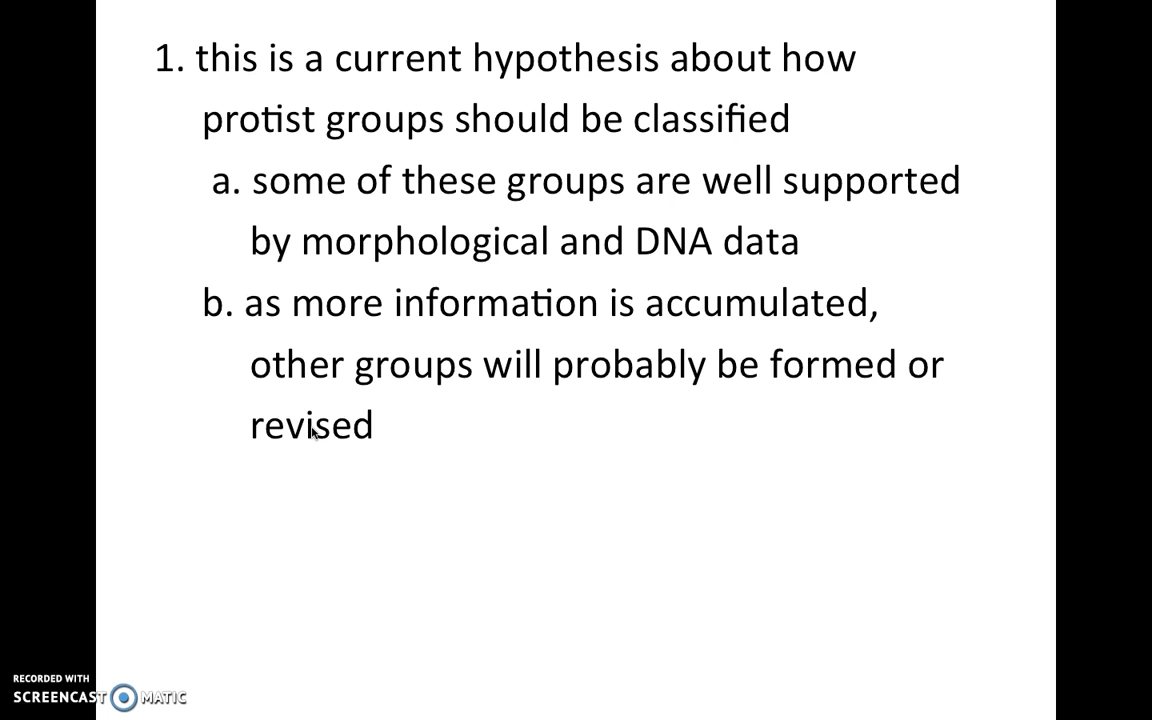 1. this is a current hypothesis about how
protist groups should be classified
a. some of these groups are well supported
by morphological and DNA data
b. as more information is accumulated,
other groups will probably be formed or
revised
RECORDED WITH
SCREENCAST MATIC